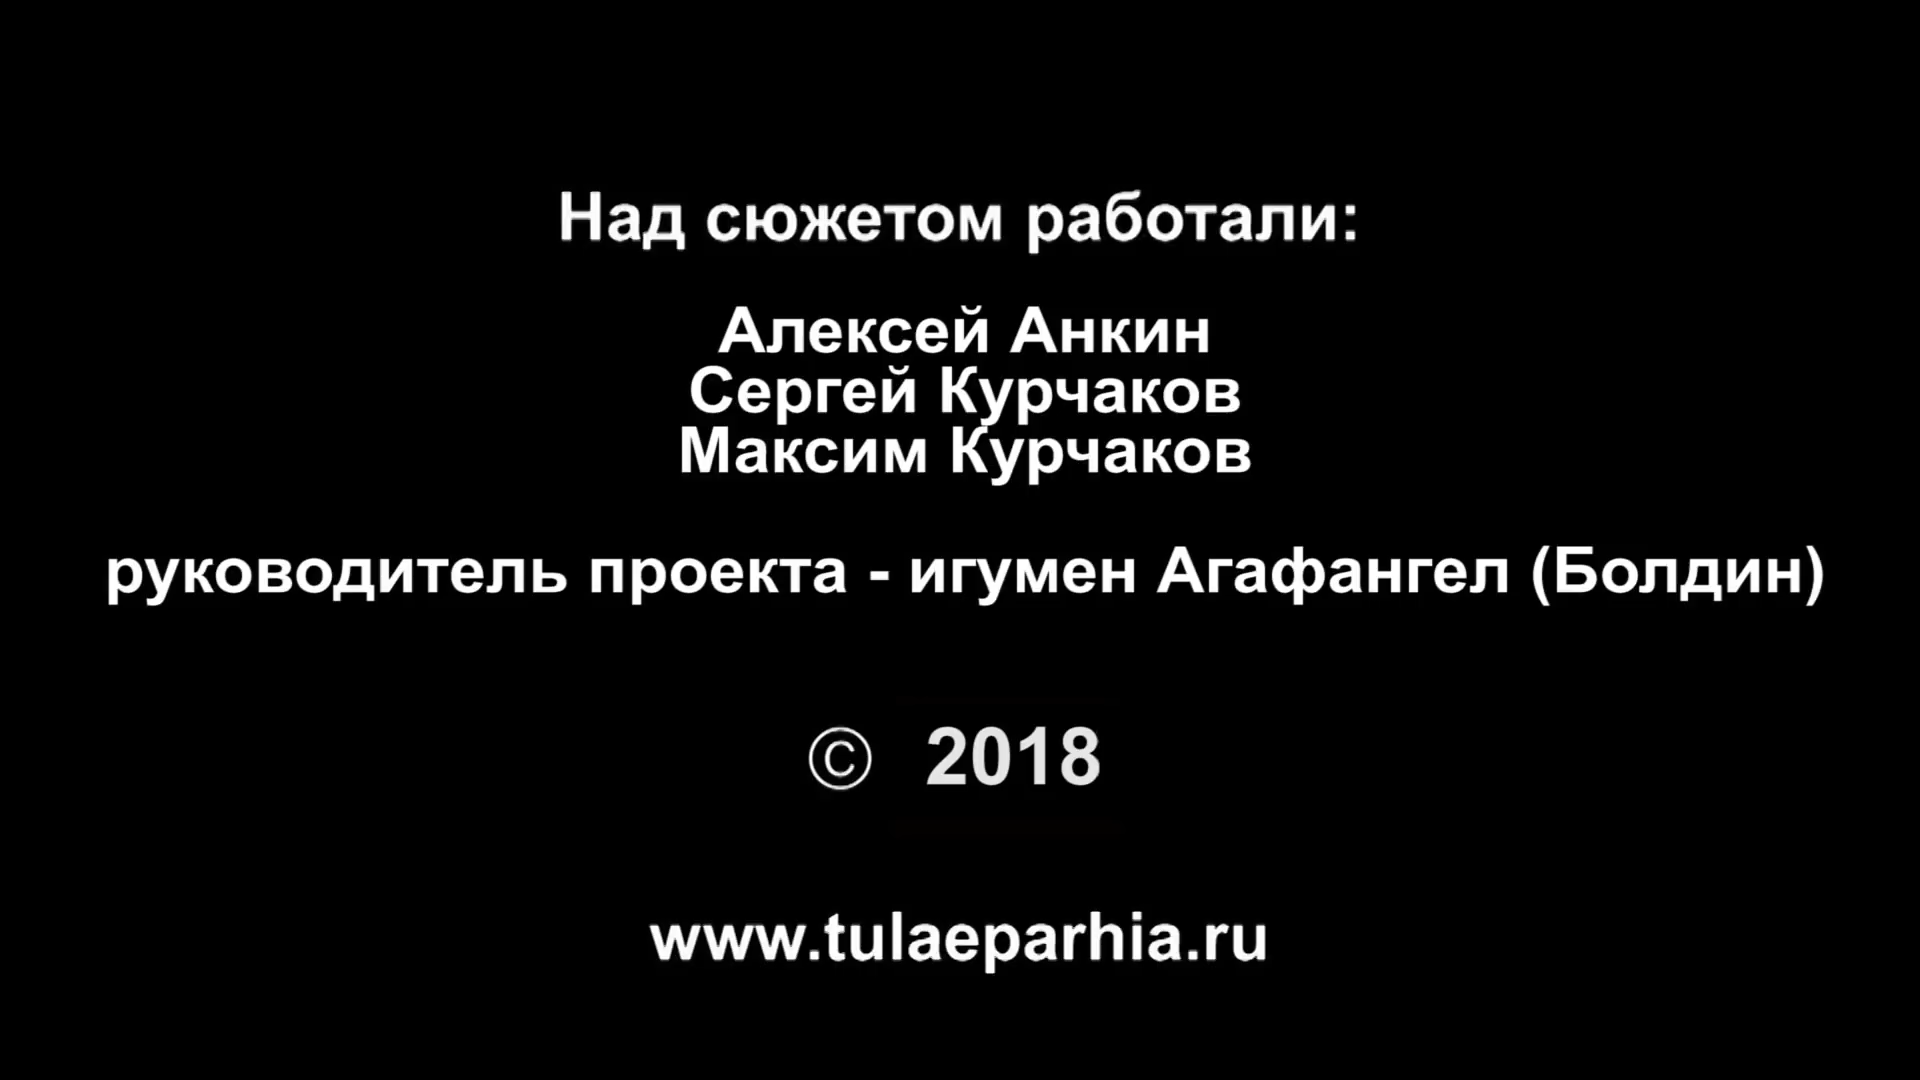 Над сюжетом работали:
Алексей Анкин
Сергей Курчаков
Максим Курчаков
руководитель проекта - игумен Агафангел (Болдин)
© 2018
www.tulaeparhia.ru